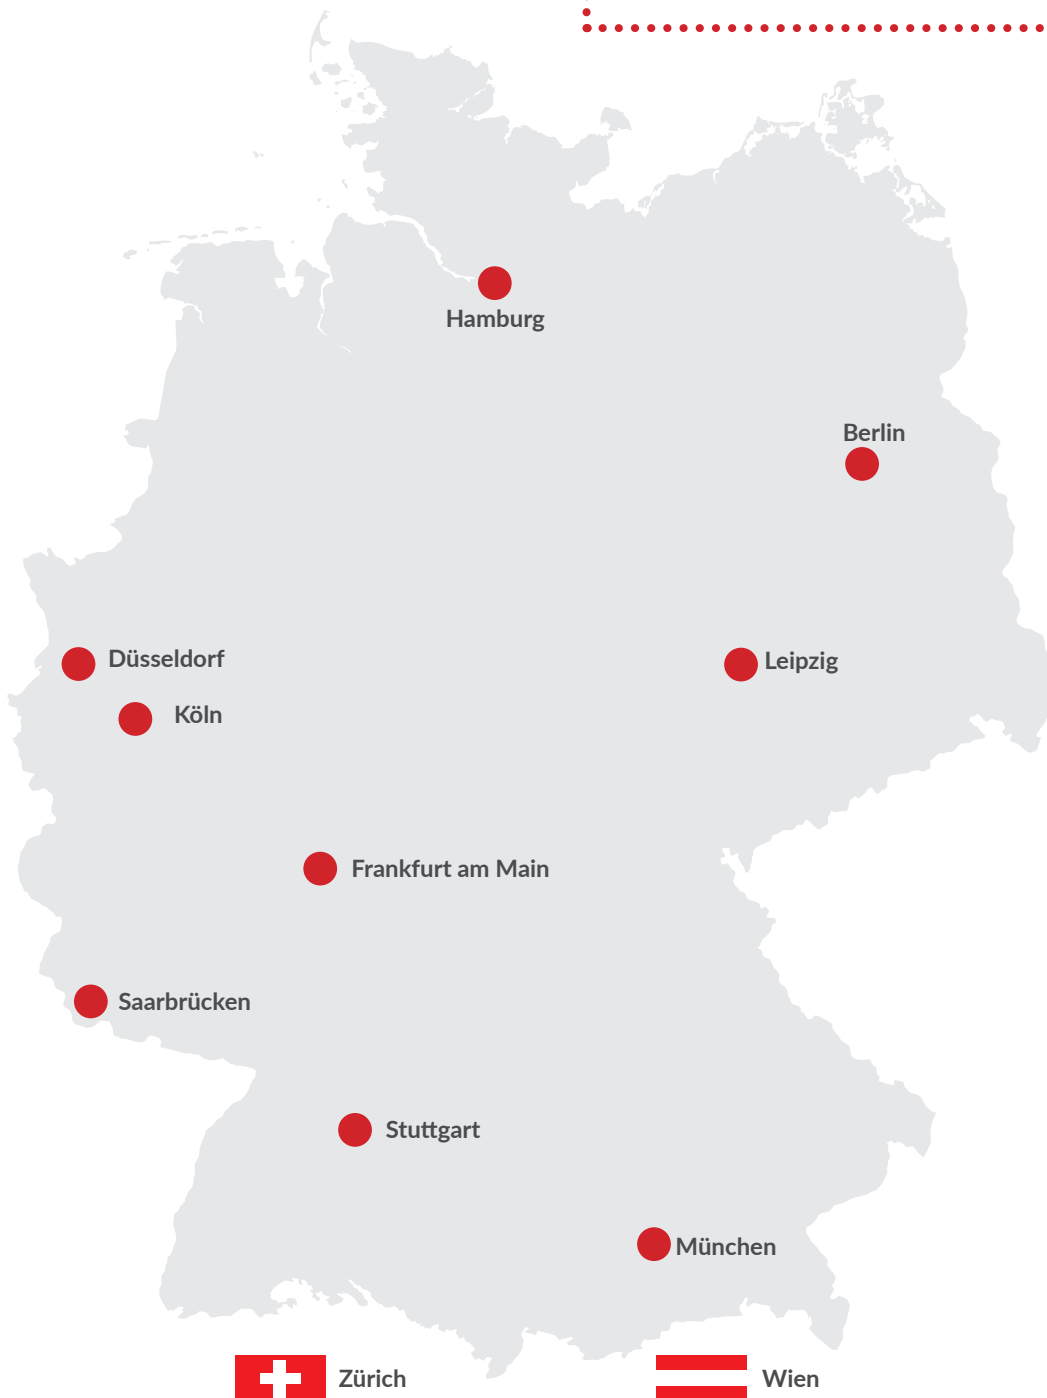 Hamburg
Berlin
Düsseldorf
Leipzig
Köln
Frankfurt am Main
Saarbrücken
Stuttgart
München
Zürich
Wien